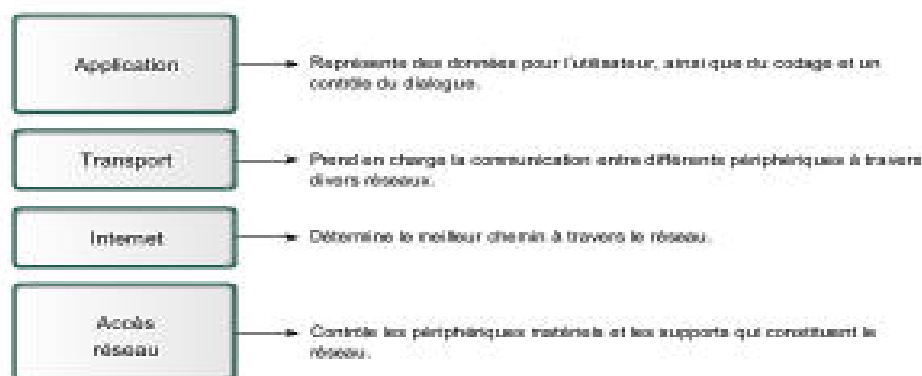 Application
Représente des données pour l'utilisateur, ainsi que du codage et un
contrôle du dialogue.
Transport
Prend en charge la communication entre différents périphériques à travers
divers réseaux.
Internet
Détermine le meilleur chemin à travers le réseau.
Accès
réseau
Contrôle les périphériques matériels et les supports qui constituent le
réseau.